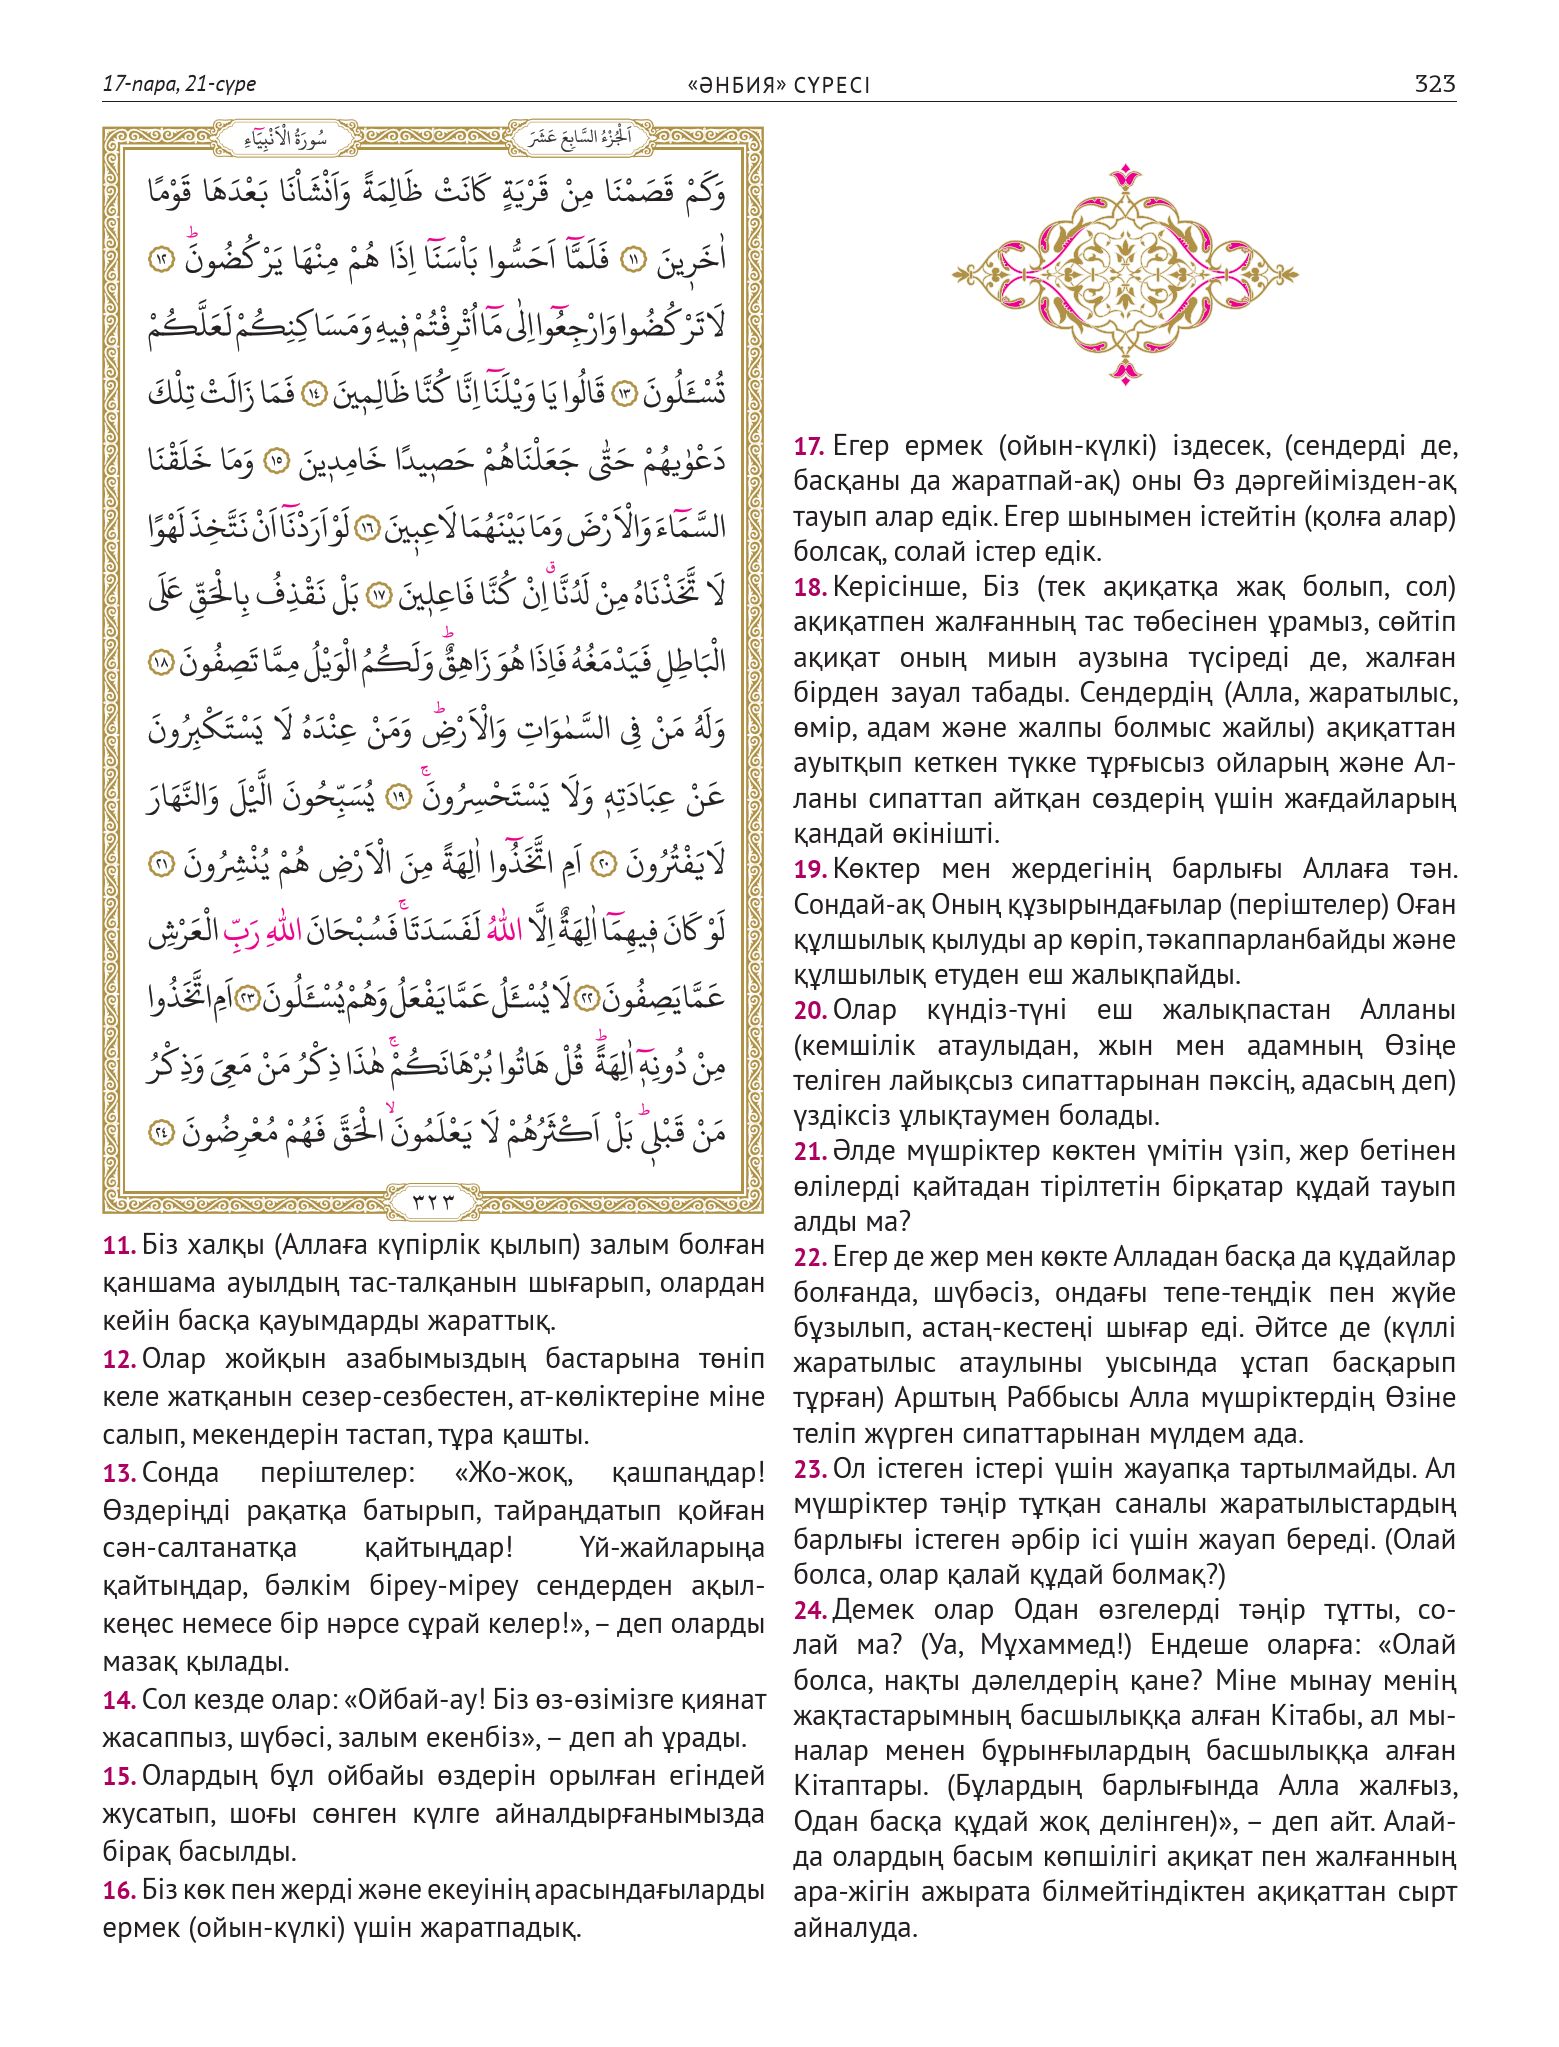 17-пара, 21-сүре
«ӘНБИЯ» СҮРЕСІ
323
سُورَةُ الْاَنْبِيَٓاءِ
اَلْجُزْءُ السَّابِعَ عَشَرَ
وَكَمْ قَصَمْنَا مِنْ قَرْيَةٍ كَانَتْ ظَالِمَةً وَاَنْشَاْنَا بَعْدَهَا قَوْمًا
اٰخَر۪ينَ ﴿١١﴾ فَلَمَّٓا اَحَسُّوا بَاْسَنَٓا اِذَا هُمْ مِنْهَا يَرْكُضُونَۜ ﴿١٢﴾
لَا تَرْكُضُوا وَارْجِعُٓوا اِلٰى مَٓا اُتْرِفْتُمْ ف۪يهِ وَمَسَاكِنِكُمْ لَعَلَّكُمْ
تُسْـَٔلُونَ ﴿١٣﴾ قَالُوا يَا وَيْلَنَٓا اِنَّا كُنَّا ظَالِم۪ينَ ﴿١٤﴾ فَمَا زَالَتْ تِلْكَ
دَعْوٰيهُمْ حَتّٰى جَعَلْنَاهُمْ حَص۪يدًا خَامِد۪ينَ ﴿١٥﴾ وَمَا خَلَقْنَا
السَّمَٓاءَ وَالْاَرْضَ وَمَا بَيْنَهُمَا لَاعِب۪ينَ ﴿١٦﴾ لَوْ اَرَدْنَٓا اَنْ نَتَّخِذَ لَهْوًا
لَا تَّخَذْنَاهُ مِنْ لَدُنَّاۗ اِنْ كُنَّا فَاعِل۪ينَ ﴿١٧﴾ بَلْ نَقْذِفُ بِالْحَقِّ عَلَى
الْبَاطِلِ فَيَدْمَغُهُ فَاِذَا هُوَ زَاهِقٌۜ وَلَكُمُ الْوَيْلُ مِمَّا تَصِفُونَ ﴿١٨﴾
وَلَهُ مَنْ فِى السَّمٰوَاتِ وَالْاَرْضِۜ وَمَنْ عِنْدَهُ لَا يَسْتَكْبِرُونَ
عَنْ عِبَادَتِه۪ وَلَا يَسْتَحْسِرُونَۚ ﴿١٩﴾ يُسَبِّحُونَ الَّيْلَ وَالنَّهَارَ
لَا يَفْتُرُونَ ﴿٢٠﴾ اَمِ اتَّخَذُٓوا اٰلِهَةً مِنَ الْاَرْضِ هُمْ يُنْشِرُونَ ﴿٢١﴾
لَوْ كَانَ ف۪يهِمَٓا اٰلِهَةٌ اِلَّا اللّٰهُ لَفَسَدَتَاۚ فَسُبْحَانَ اللّٰهِ رَبِّ الْعَرْشِ
عَمَّا يَصِفُونَ ﴿٢٢﴾ لَا يُسْـَٔلُ عَمَّا يَفْعَلُ وَهُمْ يُسْـَٔلُونَ ﴿٢٣﴾ اَمِ اتَّخَذُوا
مِنْ دُونِه۪ٓ اٰلِهَةًۜ قُلْ هَاتُوا بُرْهَانَكُمْۚ هٰذَا ذِكْرُ مَنْ مَعِىَ وَذِكْرُ
مَنْ قَبْل۪ىۜ بَلْ اَكْثَرُهُمْ لَا يَعْلَمُونَۙ الْحَقَّ فَهُمْ مُعْرِضُونَ ﴿٢٤﴾
٣٢٣
11. Біз халқы (Аллаға күпірлік қылып) залым болған
қаншама ауылдың тас-талқанын шығарып, олардан
кейін басқа қауымдарды жараттық.
12. Олар жойқын азабымыздың бастарына төніп
келе жатқанын сезер-сезбестен, ат-көліктеріне міне
салып, мекендерін тастап, тұра қашты.
13. Сонда періштелер: «Жо-жоқ, қашпаңдар!
Өздеріңді рақатқа батырып, тайраңдатып қойған
сән-салтанатқа қайтыңдар! Үй-жайларыңа
қайтыңдар, бәлкім біреу-міреу сендерден ақыл-
кеңес немесе бір нәрсе сұрай келер!», – деп оларды
мазақ қылады.
14. Сол кезде олар: «Ойбай-ау! Біз өз-өзімізге қиянат
жасаппыз, шүбәсі, залым екенбіз», – деп аһ ұрады.
15. Олардың бұл ойбайы өздерін орылған егіндей
жусатып, шоғы сөнген күлге айналдырғанымызда
бірақ басылды.
16. Біз көк пен жерді және екеуінің арасындағыларды
ермек (ойын-күлкі) үшін жаратпадық.
17. Егер ермек (ойын-күлкі) іздесек, (сендерді де,
басқаны да жаратпай-ақ) оны Өз дәргейімізден-ақ
тауып алар едік. Егер шынымен істейтін (қолға алар)
болсақ, солай істер едік.
18. Керісінше, Біз (тек ақиқатқа жақ болып, сол)
ақиқатпен жалғанның тас төбесінен ұрамыз, сөйтіп
ақиқат оның миын аузына түсіреді де, жалған
бірден зауал табады. Сендердің (Алла, жаратылыс,
өмір, адам және жалпы болмыс жайлы) ақиқаттан
ауытқып кеткен түкке тұрғысыз ойларың және Ал-
ланы сипаттап айтқан сөздерің үшін жағдайларың
қандай өкінішті.
19. Көктер мен жердегінің барлығы Аллаға тән.
Сондай-ақ Оның құзырындағылар (періштелер) Оған
құлшылық қылуды ар көріп, тәкаппарланбайды және
құлшылық етуден еш жалықпайды.
20. Олар күндіз-түні еш жалықпастан Алланы
(кемшілік атаулыдан, жын мен адамның Өзіңе
теліген лайықсыз сипаттарынан пәксің, адасың деп)
үздіксіз ұлықтаумен болады.
21. Әлде мүшріктер көктен үмітін үзіп, жер бетінен
өлілерді қайтадан тірілтетін бірқатар құдай тауып
алды ма?
22. Егер де жер мен көкте Алладан басқа да құдайлар
болғанда, шүбәсіз, ондағы тепе-теңдік пен жүйе
бұзылып, астаң-кестеңі шығар еді. Әйтсе де (күллі
жаратылыс атаулыны уысында ұстап басқарып
тұрған) Арштың Раббысы Алла мүшріктердің Өзіне
теліп жүрген сипаттарынан мүлдем ада.
23. Ол істеген істері үшін жауапқа тартылмайды. Ал
мүшріктер тәңір тұтқан саналы жаратылыстардың
барлығы істеген әрбір ісі үшін жауап береді. (Олай
болса, олар қалай құдай болмақ?)
24. Демек олар Одан өзгелерді тәңір тұтты, со-
лай ма? (Уа, Мұхаммед!) Ендеше оларға: «Олай
болса, нақты дәлелдерің қане? Міне мынау менің
жақтастарымның басшылыққа алған Кітабы, ал мы-
налар менен бұрынғылардың басшылыққа алған
Кітаптары. (Бұлардың барлығында Алла жалғыз,
Одан басқа құдай жоқ делінген)», – деп айт. Алай-
да олардың басым көпшілігі ақиқат пен жалғанның
ара-жігін ажырата білмейтіндіктен ақиқаттан сырт
айналуда.